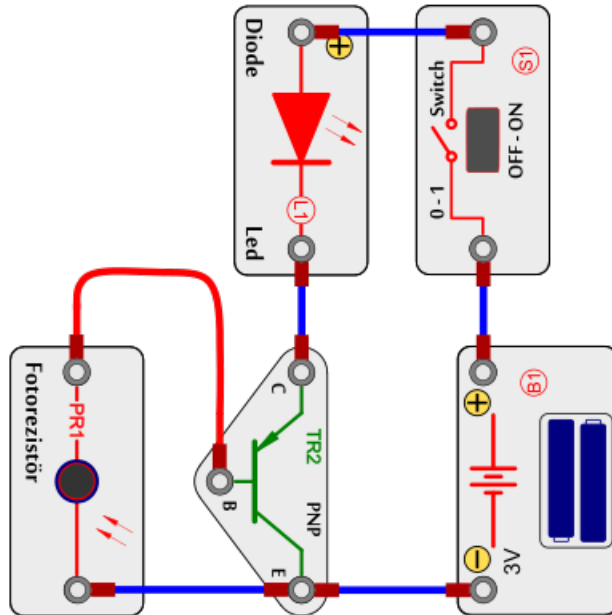 Diode
+
L1
Led
S1
Switch
OFF - ON
0 - 1
Fotorezistör
PR1
C
TR2
B
PNP
E
B1
+
−
3V